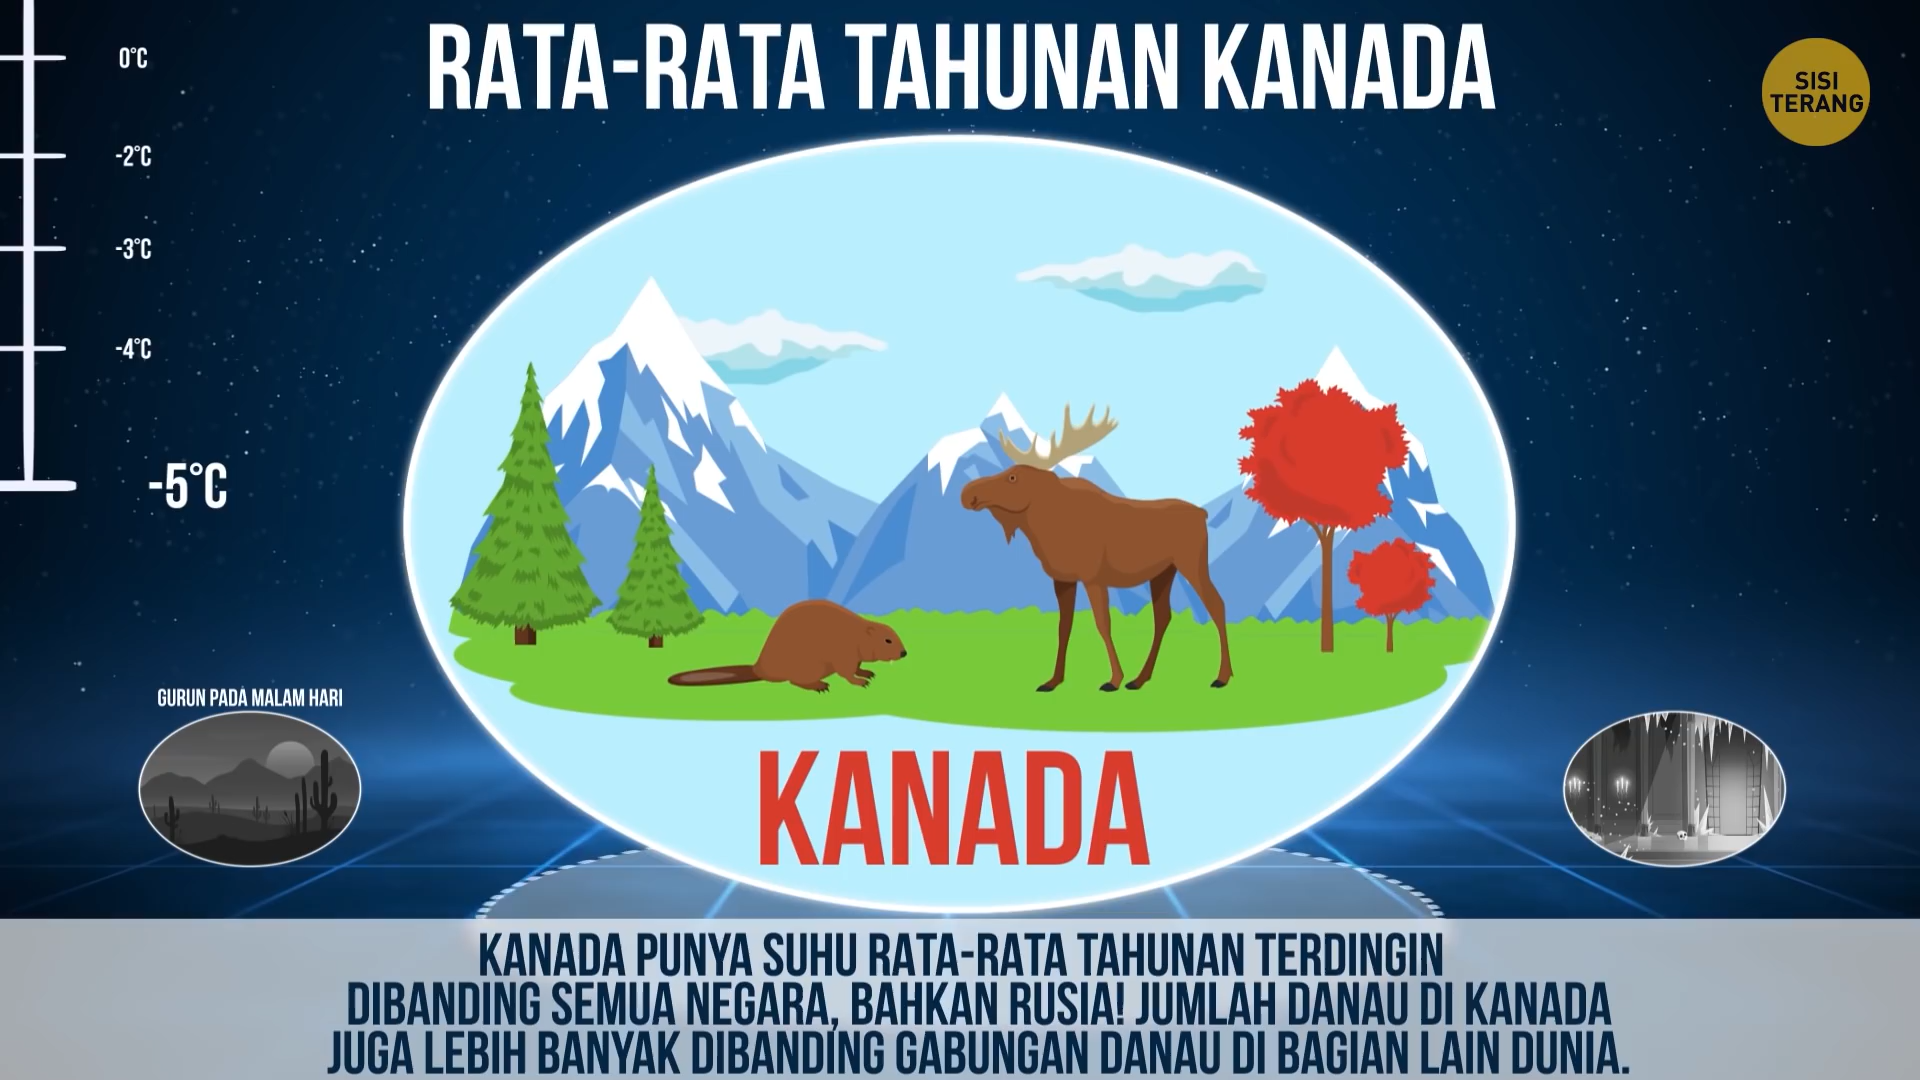 RATA-RATA TAHUNAN KANADA
SISI
TERANG
0°C
-2°C
-3°C
-4°C
-5°C
GURUN PADA MALAM HARI
KANADA
KANADA PUNYA SUHU RATA-RATA TAHUNAN TERDINGIN
DIBANDING SEMUA NEGARA, BAHKAN RUSIA! JUMLAH DANAU DI KANADA
JUGA LEBIH BANYAK DIBANDING GABUNGAN DANAU DI BAGIAN LAIN DUNIA.